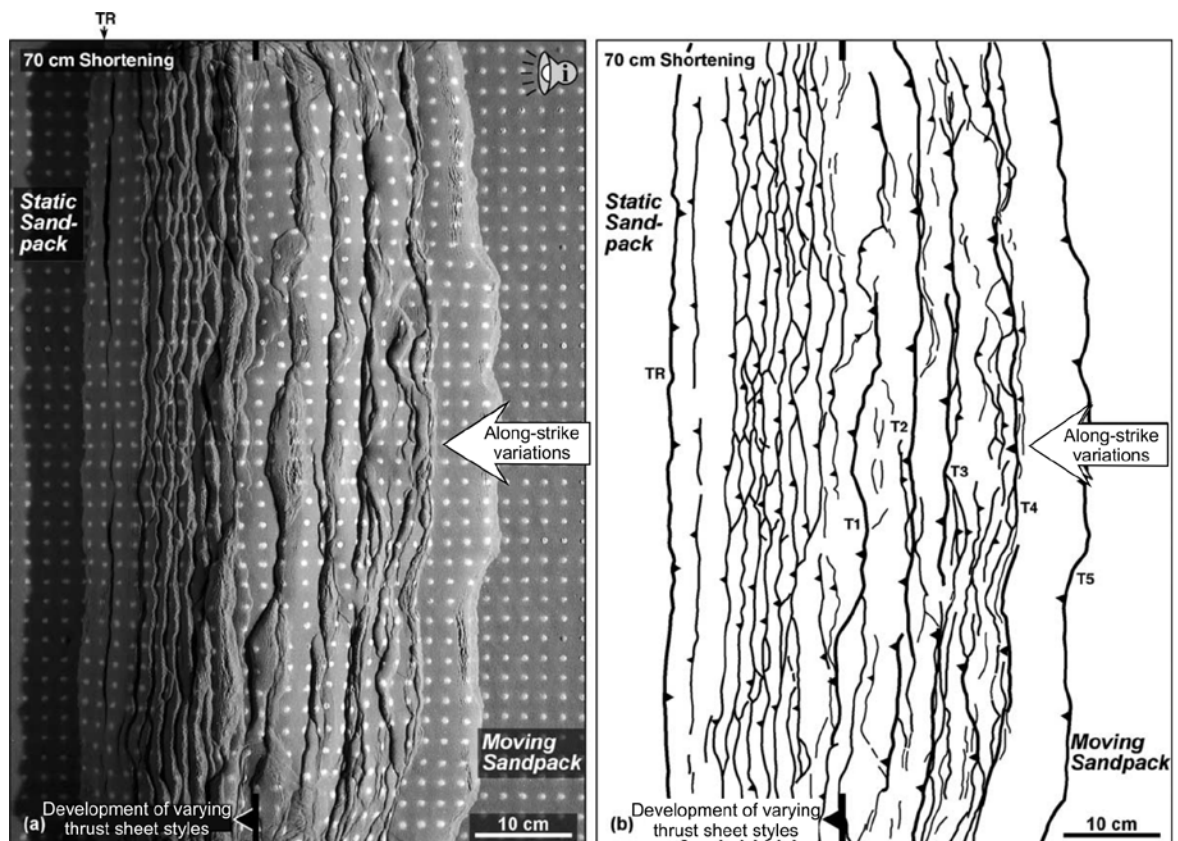 TR
70 cm Shortening
i
Static
Sand-
pack
Along-strike
variations
Moving
Sandpack
Development of varying
thrust sheet styles
(a)
10 cm
70 cm Shortening
Static
Sand-
pack
TR
T2
Along-strike
variations
T3
T1
T4
T5
Moving
Sandpack
Development of varying
thrust sheet styles
(b)
10 cm